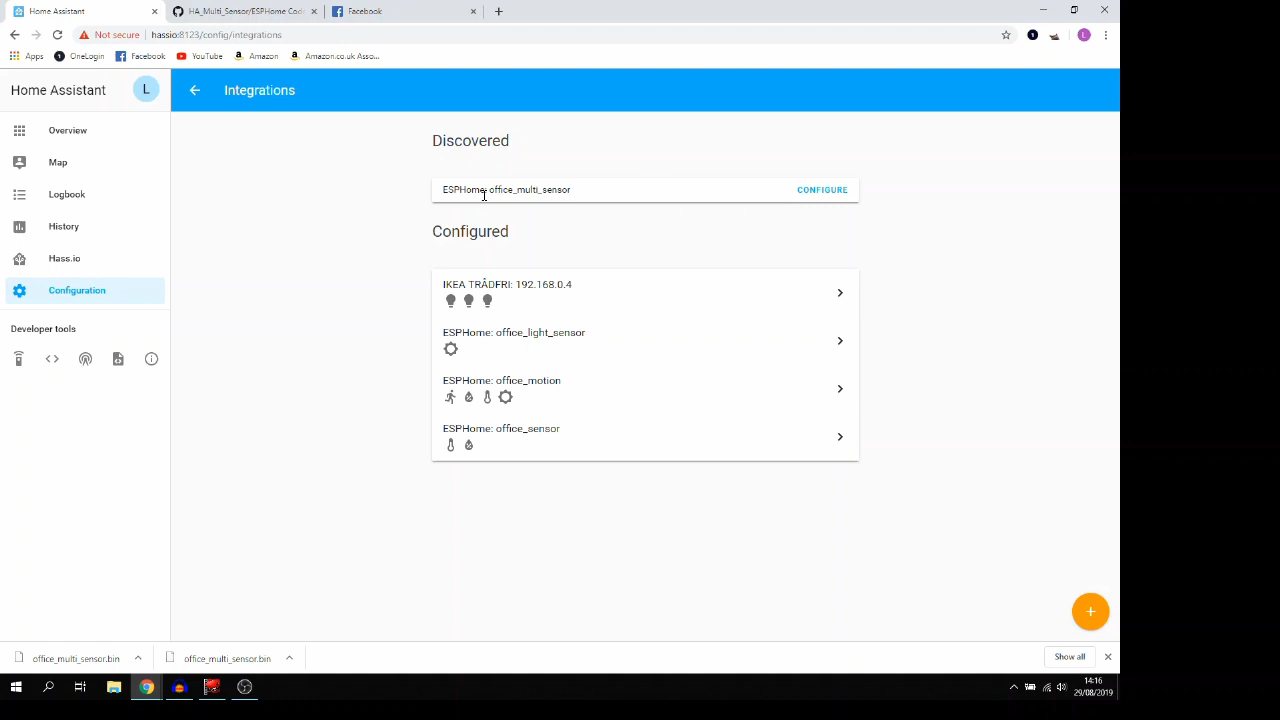 Home Assistant
HA_Multi_Sensor/ESPHome Cod
Facebook
Not secure
hassio:8123/config/integrations
L
Apps
OneLogin
Facebook
YouTube
Amazon
Amazon.co.uk Asso...
Home Assistant
L
Integrations
Overview
Map
Logbook
History
Hass.io
Configuration
Developer tools
Discovered
ESPHome: office_multi_sensor
CONFIGURE
Configured
IKEA TRÅDFRI: 192.168.0.4
ESPHome: office_light_sensor
ESPHome: office_motion
ESPHome: office_sensor
office_multi_sensor.bin
office_multi_sensor.bin
Show all
14:16
29/08/2019